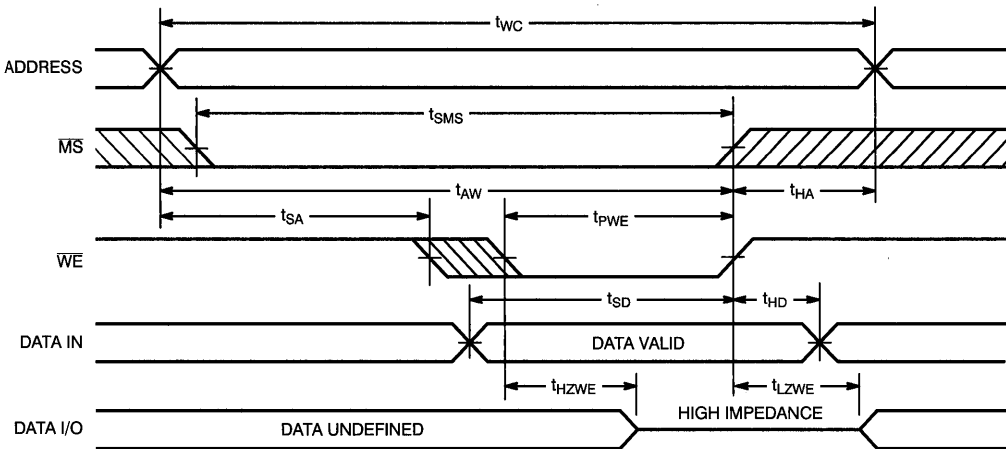 tWC
ADDRESS
tSMS
MS
tAW
tHA
tSA
tPWE
WE
tSD
tHD
DATA IN
DATA VALID
tHZWE
tLZWE
HIGH IMPEDANCE
DATA I/O
DATA UNDEFINED